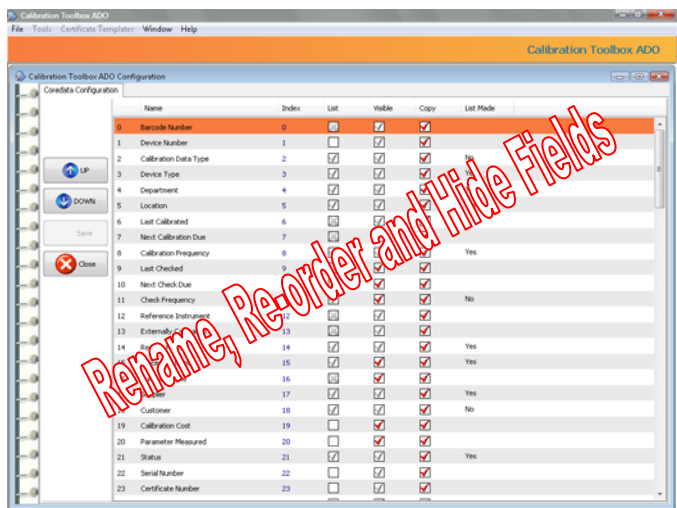 Calibration Toolbox ADO
File Tools Certificate Templates Window Help
Calibration Toolbox ADO
Calibration Toolbox ADO Configuration
Coredata Configuration
Name Index List Visible Copy List Made
0 Barcode Number 0
1 Device Number 1
2 Calibration Data Type 2 No
3 Device Type 3
UP
4 Department 4
5 Location 5
DOWN
6 Last Calibrated 6
7 Next Calibration Due 7
Save
8 Calibration Frequency 8 Yes
9 Last Checked 9
Close
10 Next Check Due
11 Check Frequency No
12 Reference Instrument 12
13 Externally 13
14 14 Yes
15 15 Yes
16
17 Yes
Customer 18 No
19 Calibration Cost 19
20 Parameter Measured 20
21 Status 21 Yes
22 Serial Number 22
23 Certificate Number 23
Rename, Re-order and Hide Fields